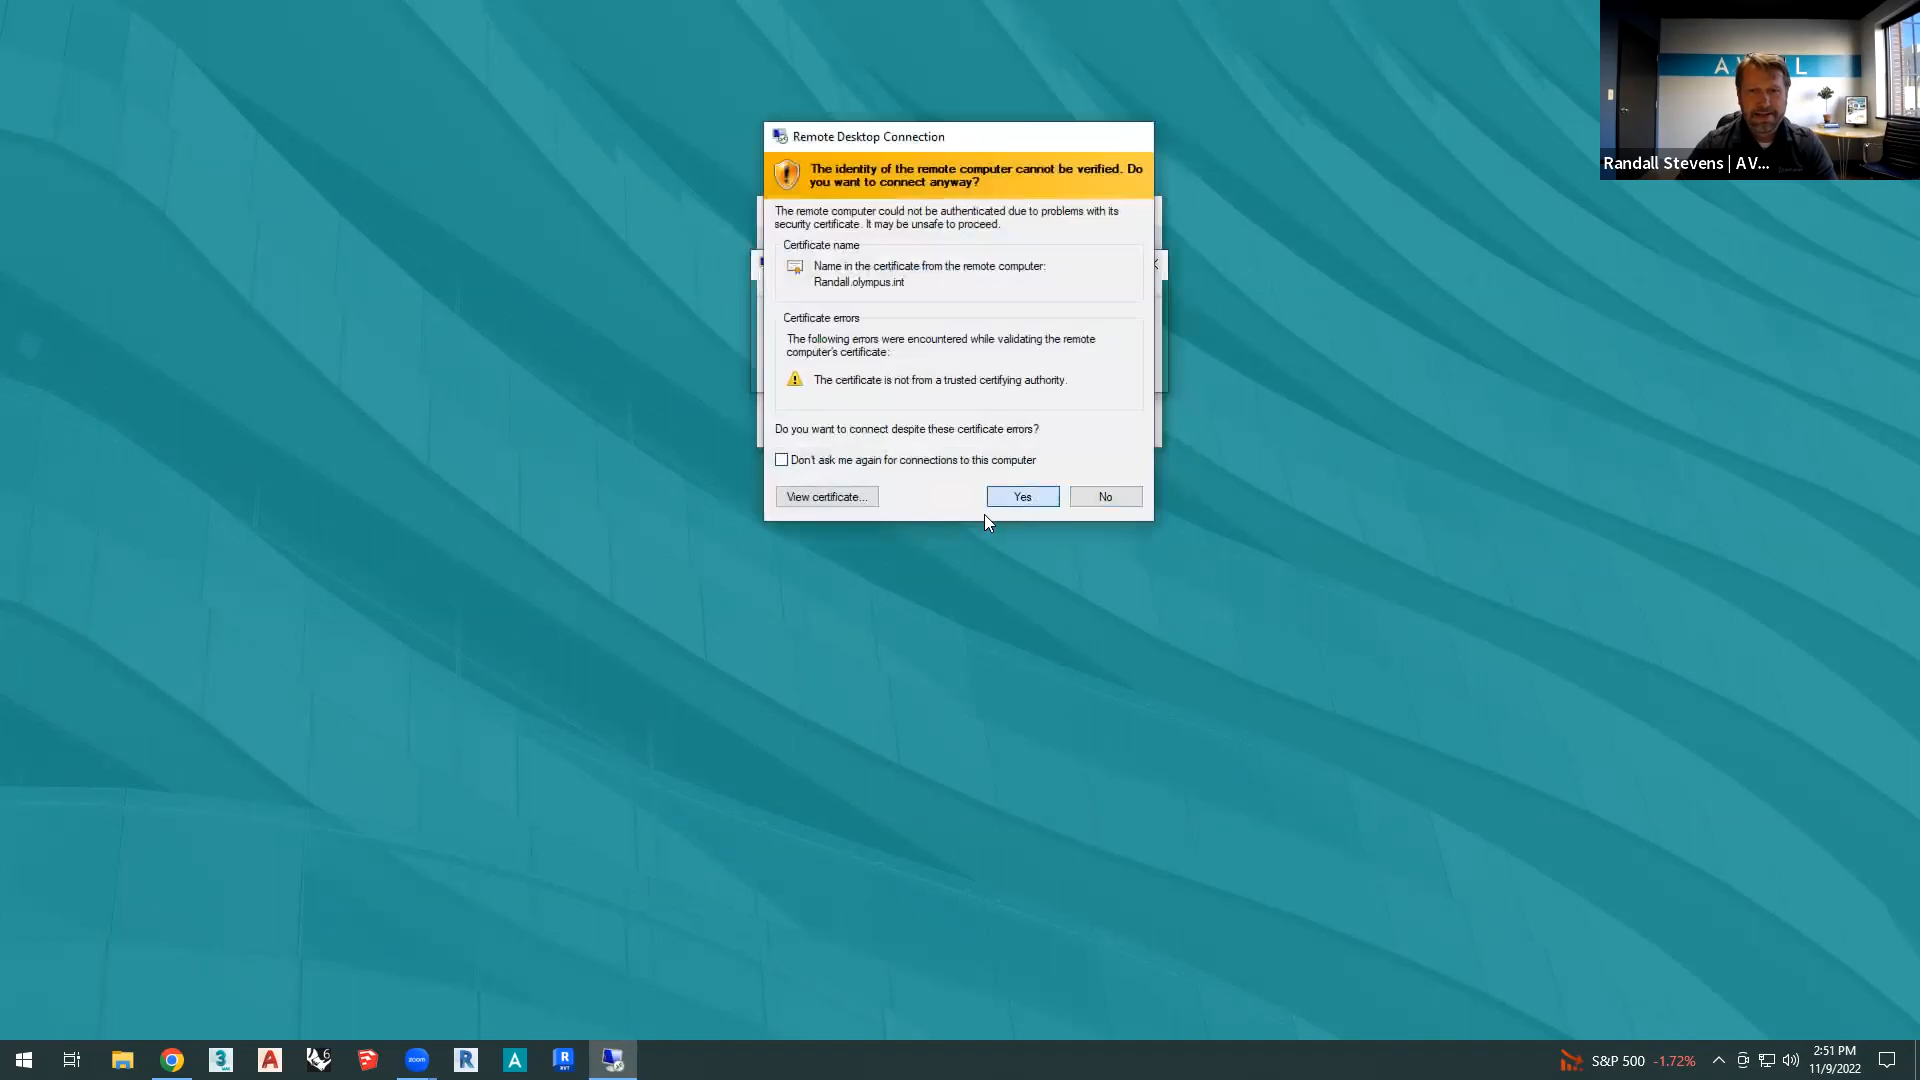 AV L
Randall Stevens | AV...
Remote Desktop Connection
The identity of the remote computer cannot be verified. Do
you want to connect anyway?
The remote computer could not be authenticated due to problems with its
security certificate. It may be unsafe to proceed.
Certificate name
Name in the certificate from the remote computer:
Randall.olympus.int
Certificate errors
The following errors were encountered while validating the remote
computer's certificate:
The certificate is not from a trusted certifying authority.
Do you want to connect despite these certificate errors?
Don't ask me again for connections to this computer
View certificate...
Yes
No
3
A
6
zoom
R
A
R
RVT
S&P 500 -1.72%
2:51 PM
11/9/2022